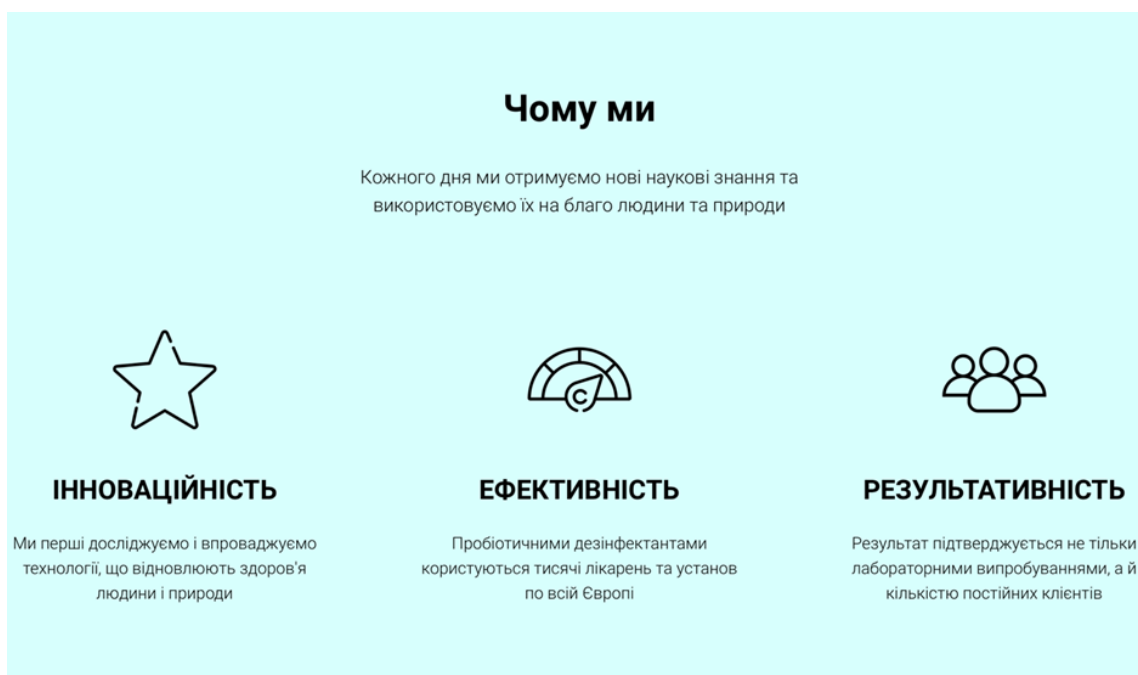 Чому ми
Кожного дня ми отримуємо нові наукові знання та
використовуємо їх на благо людини та природи
ІННОВАЦІЙНІСТЬ
Ми перші досліджуємо і впроваджуємо
технології, що відновлюють здоров'я
людини і природи
ЕФЕКТИВНІСТЬ
Пробіотичними дезінфектантами
користуються тисячі лікарень та установ
по всій Європі
РЕЗУЛЬТАТИВНІСТЬ
Результат підтверджується не тільки
лабораторними випробуваннями, а й
кількістю постійних клієнтів